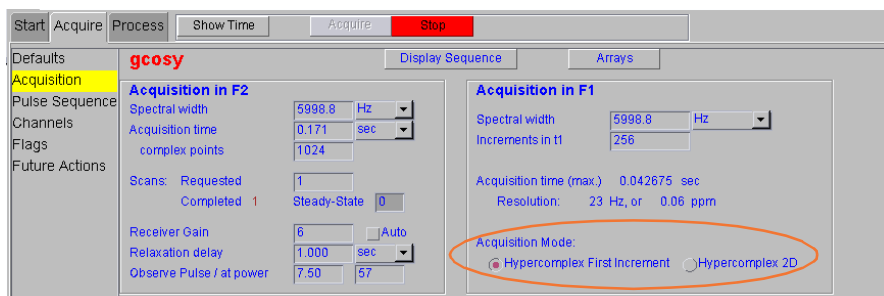 Start Acquire Process Show Time Acquire Stop
Defaults
Acquisition
Pulse Sequence
Channels
Flags
Future Actions
gcosy Display Sequence Arrays
Acquisition in F2
Spectral width 5998.8 Hz
Acquisition time 0.171 sec
complex points 1024
Scans: Requested 1
Completed 1 Steady-State 0
Receiver Gain 6 Auto
Relaxation delay 1.000 sec
Observe Pulse / at power 7.50 57
Acquisition in F1
Spectral width 5998.8 Hz
Increments in t1 256
Acquisition time (max.) 0.042675 sec
Resolution: 23 Hz, or 0.06 ppm
Acquisition Mode:
Hypercomplex First Increment Hypercomplex 2D